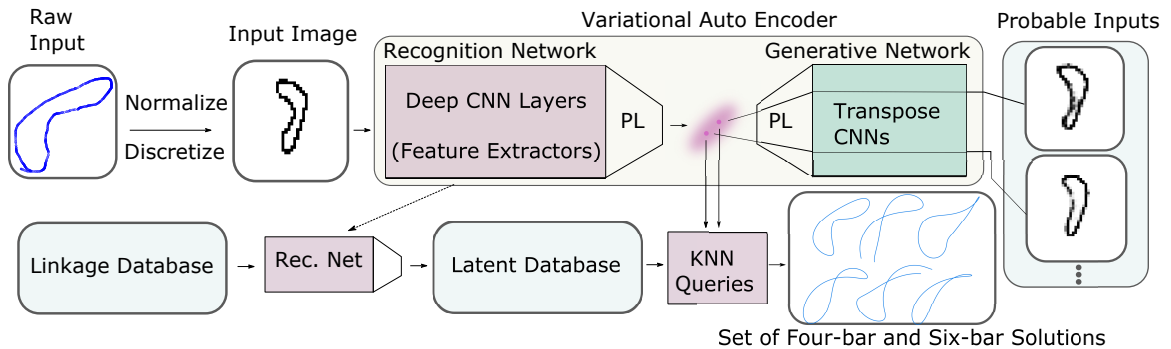 Variational Auto Encoder
Raw
Input
Input Image
Probable Inputs
Recognition Network
Generative Network
Normalize
Discretize
Deep CNN Layers
(Feature Extractors)
PL
PL
Transpose
CNNs
Linkage Database
Rec. Net
Latent Database
KNN
Queries
Set of Four-bar and Six-bar Solutions